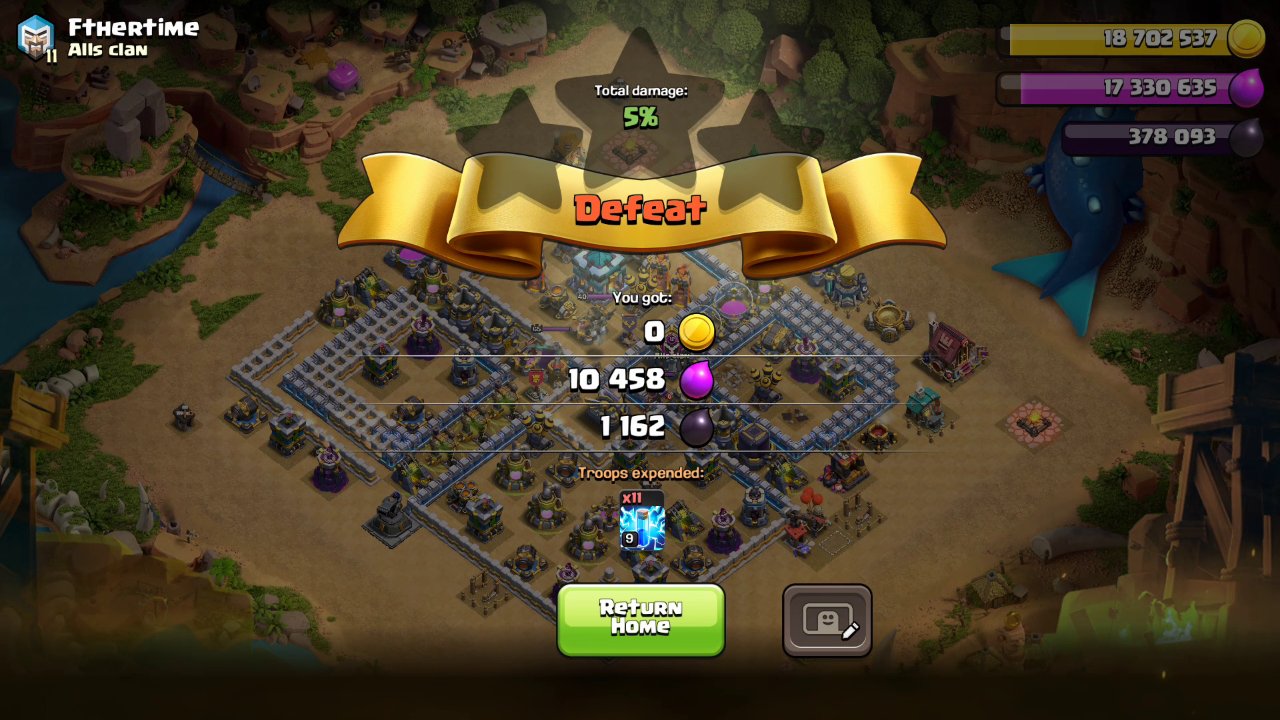 Fthertime
Alls clan
11
18 702 537
17 330 635
378 093
Total damage:
5%
Defeat
You got:
0
10 458
1 162
Troops expended:
x11
9
Return
Home